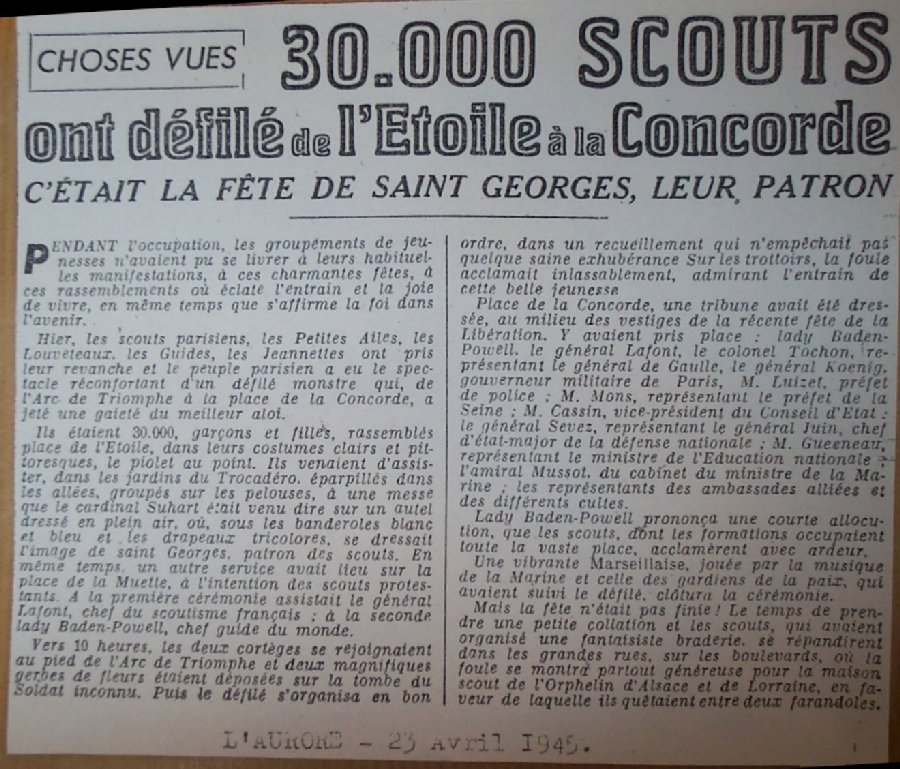 CHOSES VUES
30.000 SCOUTS
ont défilé de l'Etoile à la Concorde
C'ÉTAIT LA FÊTE DE SAINT GEORGES, LEUR PATRON
PENDANT l'occupation, les groupements de jeu-
nesses n'avaient pu se livrer à leurs habituel-
les manifestations, à ces charmantes fêtes, à
ces rassemblements où éclate l'entrain et la joie
de vivre, en même temps que s'affirme la foi dans
l'avenir.
Hier, les scouts parisiens, les Petites Ailes, les
Louveteaux, les Guides, les Jeannettes ont pris
leur revanche et le peuple parisien a eu le spec-
tacle réconfortant d'un défilé monstre qui, de
l'Arc de Triomphe à la place de la Concorde, a
jeté une gaieté du meilleur aloi.
Ils étaient 30.000, garçons et filles, rassemblés
place de l'Etoile, dans leurs costumes clairs et pit-
toresques, le piolet au point. Ils venaient d'assis-
ter, dans les jardins du Trocadéro, éparpillés dans
les allées, groupés sur les pelouses, à une messe
que le cardinal Suhart était venu dire sur un autel
dressé en plein air, où, sous les banderoles blanc
et bleu et les drapeaux tricolores, se dressait
l'image de saint Georges, patron des scouts. En
même temps, un autre service avait lieu sur la
place de la Muette, à l'intention des scouts protes-
tants. A la première cérémonie assistait le général
Lafont, chef du scoutisme français ; à la seconde
lady Baden-Powell, chef guide du monde.
Vers 10 heures, les deux cortèges se rejoignaient
au pied de l'Arc de Triomphe et deux magnifiques
gerbes de fleurs étaient déposées sur la tombe du
Soldat inconnu. Puis le défilé s'organisa en bon
ordre, dans un recueillement qui n'empêchait pas
quelque saine exhubérance Sur les trottoirs, la foule
acclamait inlassablement, admirant l'entrain de
cette belle jeunesse
Place de la Concorde, une tribune avait été dres-
sée, au milieu des vestiges de la récente fête de la
Libération. Y avaient pris place : lady Baden-
Powell, le général Lafont, le colonel Tochon, re-
présentant le général de Gaulle, le général Koenig,
gouverneur militaire de Paris, M. Luizet, préfet
de police ; M. Mons, représentant le préfet de la
Seine ; M. Cassin, vice-président du Conseil d'Etat ;
le général Sevez, représentant le général Juin, chef
d'état-major de la défense nationale ; M. Guerneau,
représentant le ministre de l'Education nationale ;
l'amiral Mussot, du cabinet du ministre de la Ma-
rine ; les représentants des ambassades alliées et
des différents cultes.
Lady Baden-Powell prononça une courte allocu-
tion, que les scouts, dont les formations occupaient
toute la vaste place, acclamèrent avec ardeur.
Une vibrante Marseillaise, jouée par la musique
de la Marine et celle des gardiens de la paix, qui
avaient suivi le défilé, clôtura la cérémonie.
Mais la fête n'était pas finie ! Le temps de pren-
dre une petite collation et les scouts, qui avaient
organisé une fantaisiste braderie, se répandirent
dans les grandes rues, sur les boulevards, où la
foule se montra partout généreuse pour la maison
scout de l'Orphelin d'Alsace et de Lorraine, en fa-
veur de laquelle ils quêtaient entre deux farandoles.
L'AURORE - 23 Avril 1945.